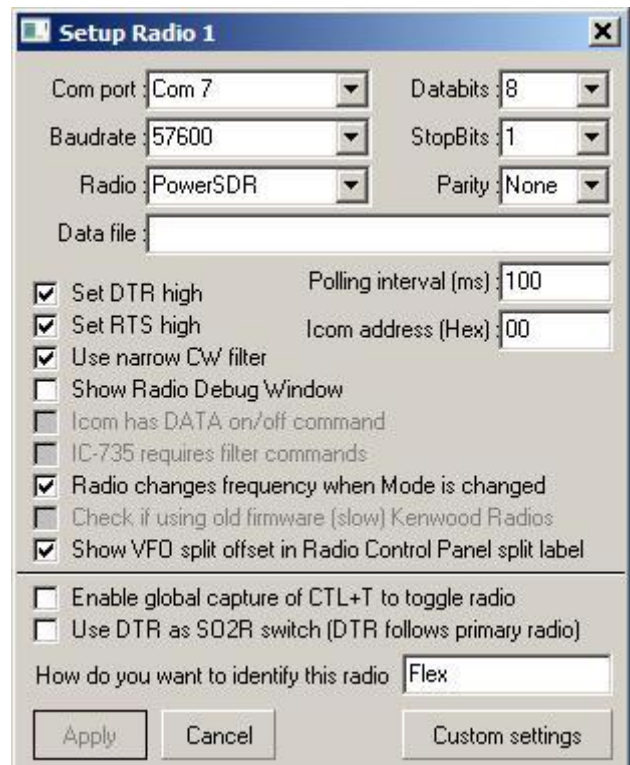 Setup Radio 1
Com port : Com 7 Databits : 8
Baudrate : 57600 StopBits : 1
Radio : PowerSDR Parity : None
Data file :
Set DTR high Polling interval (ms) : 100
Set RTS high Icom address (Hex) : 00
Use narrow CW filter
Show Radio Debug Window
Icom has DATA on/off command
IC-735 requires filter commands
Radio changes frequency when Mode is changed
Check if using old firmware (slow) Kenwood Radios
Show VFO split offset in Radio Control Panel split label
Enable global capture of CTL+T to toggle radio
Use DTR as SO2R switch (DTR follows primary radio)
How do you want to identify this radio Flex
Apply Cancel Custom settings